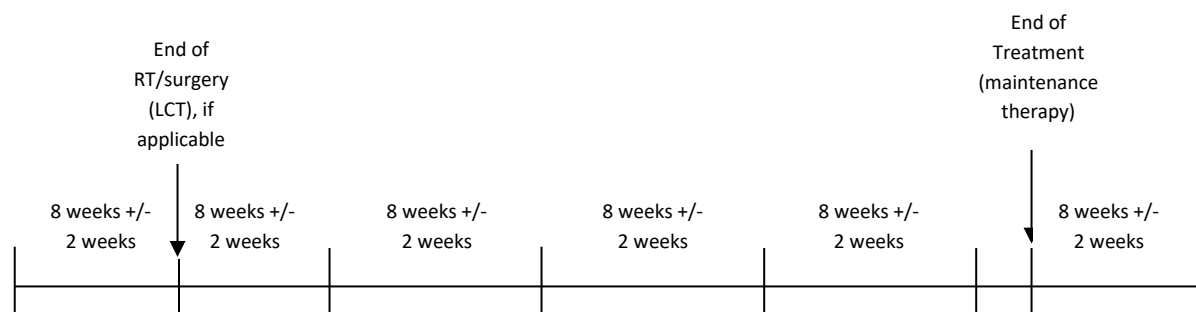 End of
RT/surgery
(LCT), if
applicable
End of
Treatment
(maintenance
therapy)
8 weeks +/-
2 weeks
8 weeks +/-
2 weeks
8 weeks +/-
2 weeks
8 weeks +/-
2 weeks
8 weeks +/-
2 weeks
8 weeks +/-
2 weeks